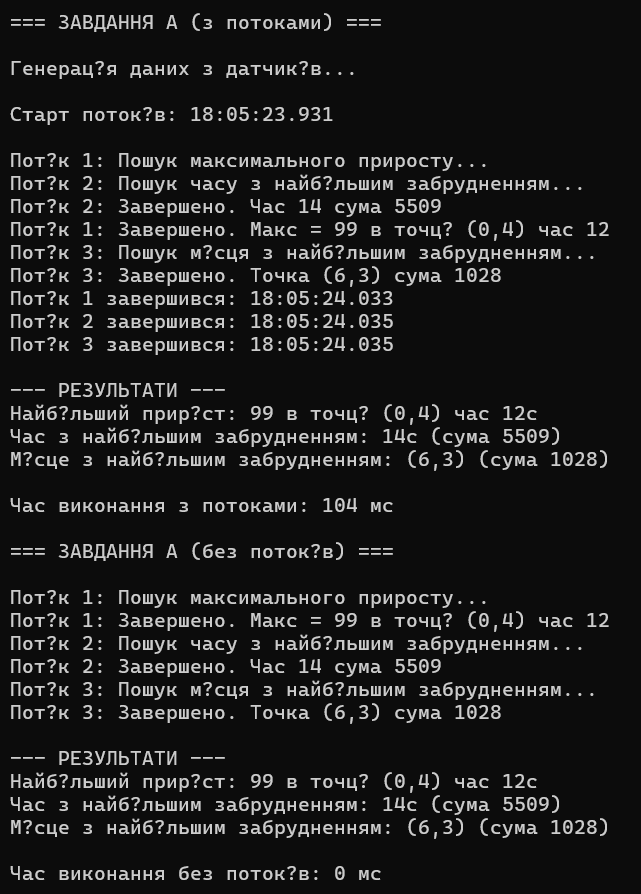 === ЗАВДАННЯ А (з потоками) ===
Генерац?я даних з датчик?в...
Старт поток?в: 18:05:23.931
Пот?к 1: Пошук максимального приросту...
Пот?к 2: Пошук часу з найб?льшим забрудненням...
Пот?к 2: Завершено. Час 14 сума 5509
Пот?к 1: Завершено. Макс = 99 в точц? (0,4) час 12
Пот?к 3: Пошук м?сця з найб?льшим забрудненням...
Пот?к 3: Завершено. Точка (6,3) сума 1028
Пот?к 1 завершився: 18:05:24.033
Пот?к 2 завершився: 18:05:24.035
Пот?к 3 завершився: 18:05:24.035
--- РЕЗУЛЬТАТИ ---
Найб?льший прир?ст: 99 в точц? (0,4) час 12с
Час з найб?льшим забрудненням: 14с (сума 5509)
М?сце з найб?льшим забрудненням: (6,3) (сума 1028)
Час виконання з потоками: 104 мс
=== ЗАВДАННЯ А (без поток?в) ===
Пот?к 1: Пошук максимального приросту...
Пот?к 1: Завершено. Макс = 99 в точц? (0,4) час 12
Пот?к 2: Пошук часу з найб?льшим забрудненням...
Пот?к 2: Завершено. Час 14 сума 5509
Пот?к 3: Пошук м?сця з найб?льшим забрудненням...
Пот?к 3: Завершено. Точка (6,3) сума 1028
--- РЕЗУЛЬТАТИ ---
Найб?льший прир?ст: 99 в точц? (0,4) час 12с
Час з найб?льшим забрудненням: 14с (сума 5509)
М?сце з найб?льшим забрудненням: (6,3) (сума 1028)
Час виконання без поток?в: 0 мс